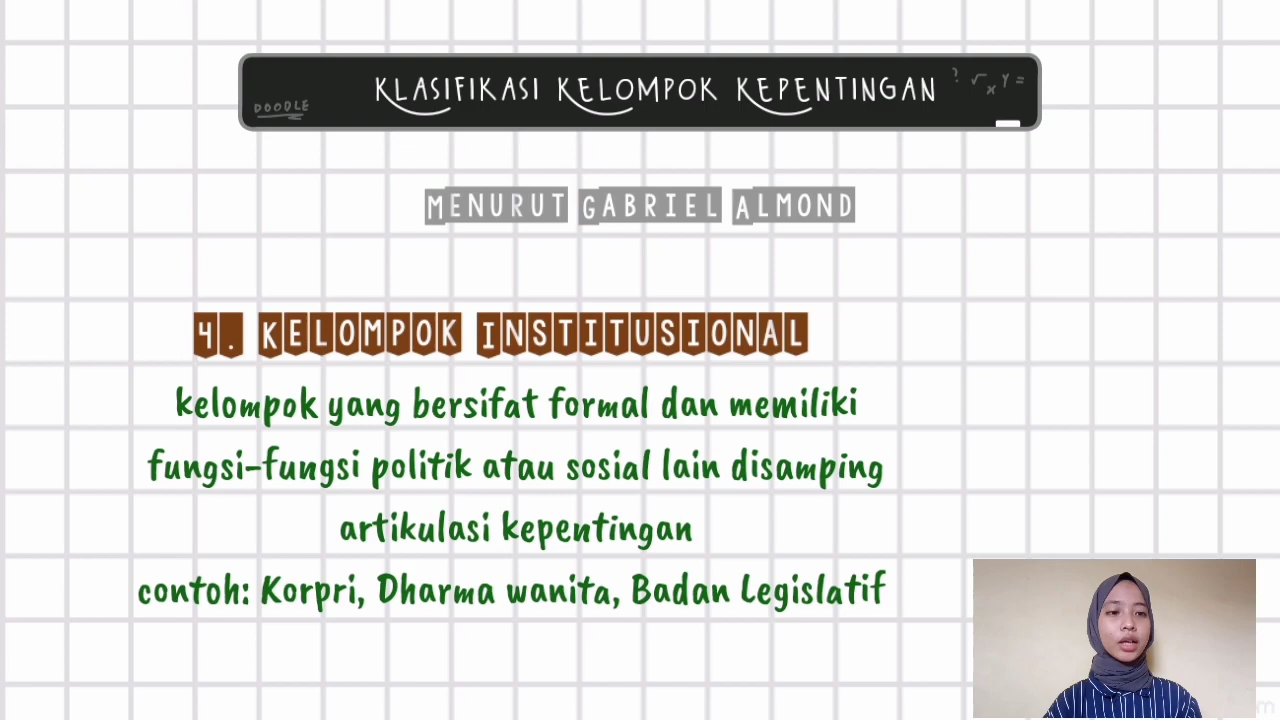 KLASIFIKASI KELOMPOK KEPENTINGAN
DOODLE
? √x y =
MENURUT GABRIEL ALMOND
4. KELOMPOK INSTITUSIONAL
kelompok yang bersifat formal dan memiliki
fungsi-fungsi politik atau sosial lain disamping
artikulasi kepentingan
contoh: Korpri, Dharma wanita, Badan Legislatif